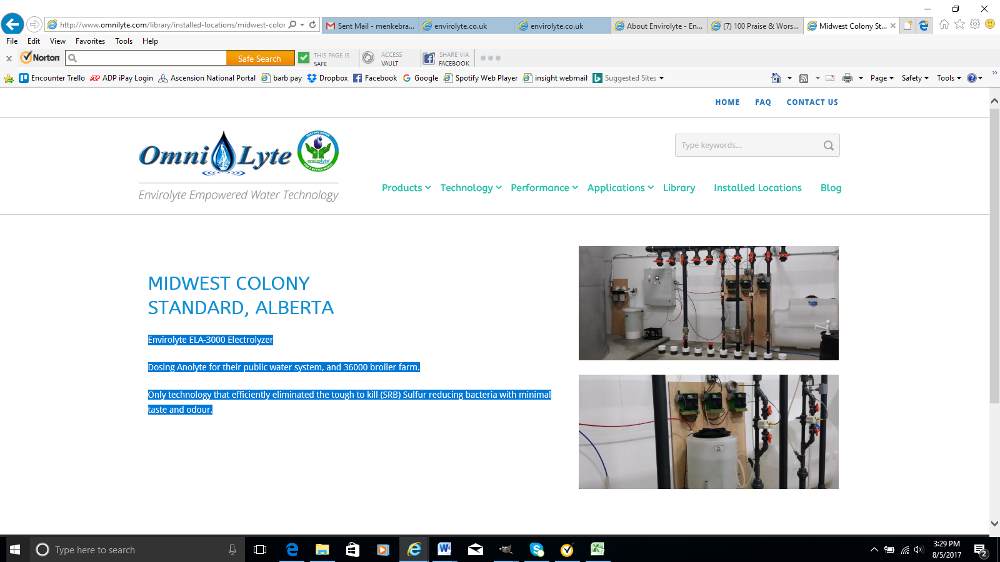 http://www.omnilyte.com/library/installed-locations/midwest-color
Sent Mail - menkebra...
envirolyte.co.uk
envirolyte.co.uk
About Envirolyte - En...
(7) 100 Praise & Wors...
Midwest Colony St...
File Edit View Favorites Tools Help
x Norton Safe Search THIS PAGE IS SAFE ACCESS VAULT SHARE VIA FACEBOOK
Encounter Trello ADP iPay Login Ascension National Portal barb pay Dropbox Facebook Google Spotify Web Player insight webmail Suggested Sites Page Safety Tools
HOME FAQ CONTACT US
Omni Lyte
HEALTHY WATER
envirolyte
FOR A BETTER WORLD
Envirolyte Empowered Water Technology
Type keywords...
Products Technology Performance Applications Library Installed Locations Blog
MIDWEST COLONY
STANDARD, ALBERTA
Envirolyte ELA-3000 Electrolyzer
Dosing Anolyte for their public water system, and 36000 broiler farm.
Only technology that efficiently eliminated the tough to kill (SRB) Sulfur reducing bacteria with minimal
taste and odour.
Type here to search
3:29 PM
8/5/2017
2